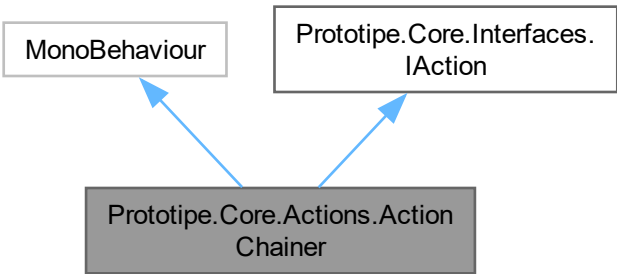 MonoBehaviour
Prototipe.Core.Interfaces.
IAction
Prototipe.Core.Actions.Action
Chainer